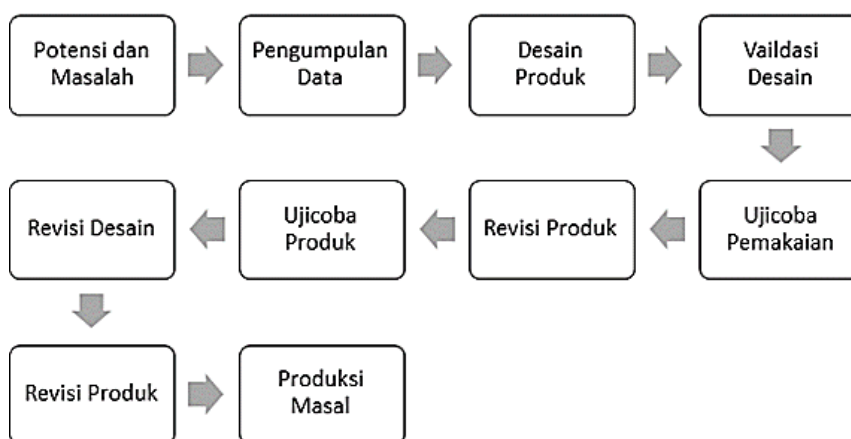 Potensi dan
Masalah
Pengumpulan
Data
Desain
Produk
Vaildasi
Desain
Ujicoba
Pemakaian
Revisi Produk
Ujicoba
Produk
Revisi Desain
Revisi Produk
Produksi
Masal